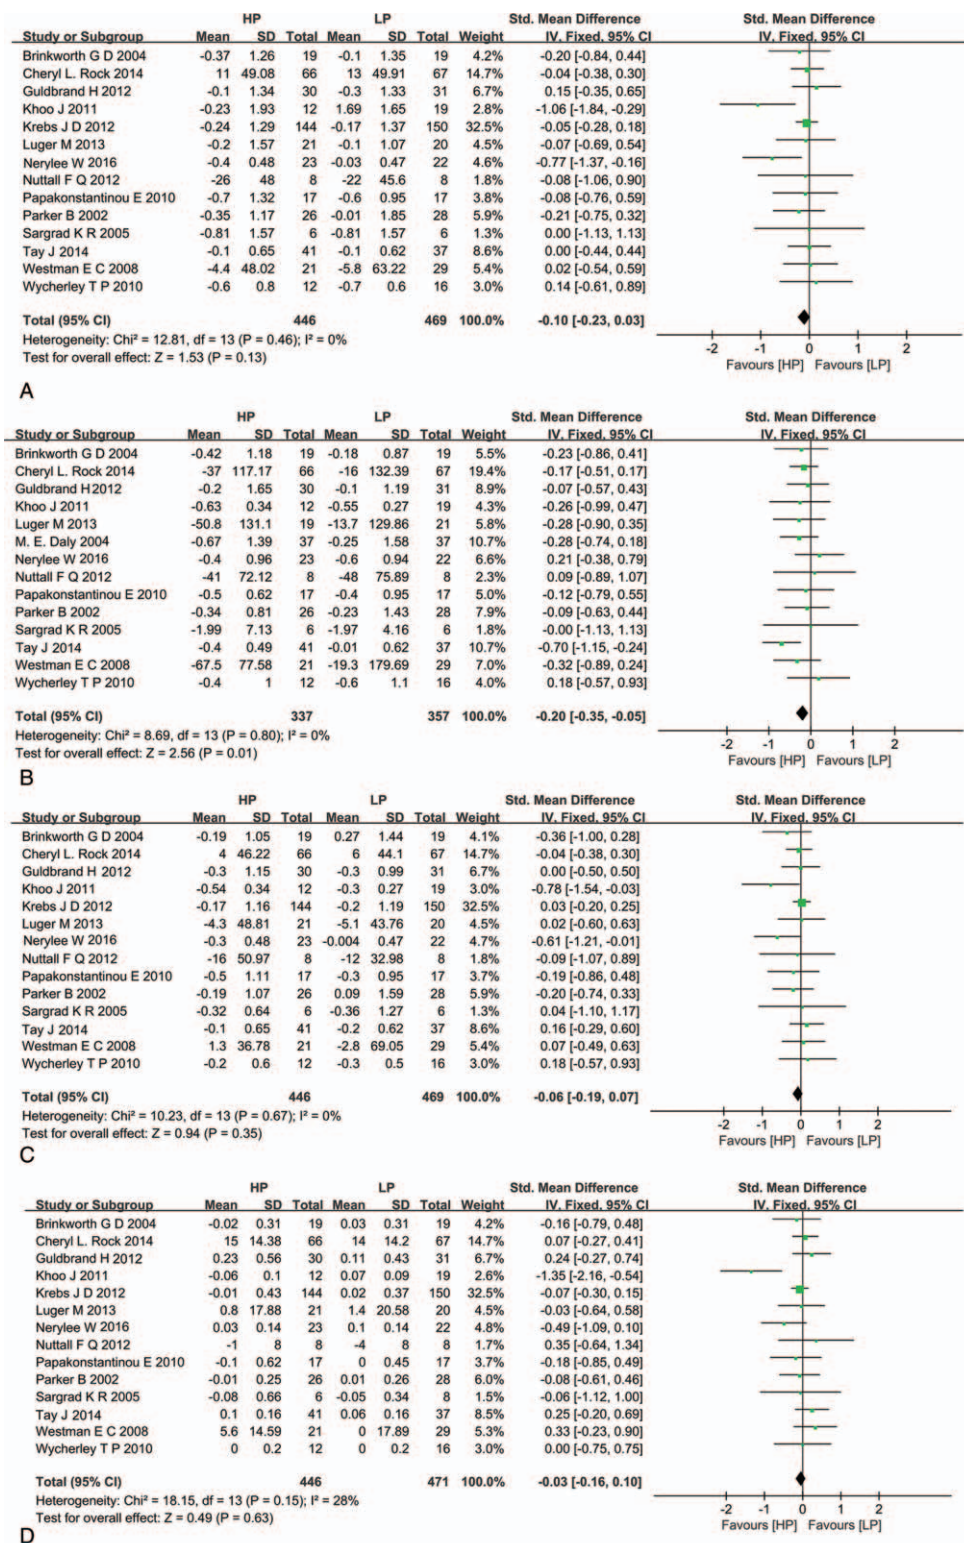 HP LP Std. Mean Difference Std. Mean Difference
Study or Subgroup Mean SD Total Mean SD Total Weight IV, Fixed, 95% CI IV, Fixed, 95% CI
Brinkworth G D 2004 -0.37 1.26 19 -0.1 1.35 19 4.2% -0.20 [-0.84, 0.44]
Cheryl L. Rock 2014 11 49.08 66 13 49.91 67 14.7% -0.04 [-0.38, 0.30]
Guldbrand H 2012 -0.1 1.34 30 -0.3 1.33 31 6.7% 0.15 [-0.35, 0.65]
Khoo J 2011 -0.23 1.93 12 1.69 1.65 19 2.8% -1.06 [-1.84, -0.29]
Krebs J D 2012 -0.24 1.29 144 -0.17 1.37 150 32.5% -0.05 [-0.28, 0.18]
Luger M 2013 -0.2 1.57 21 -0.1 1.07 20 4.5% -0.07 [-0.69, 0.54]
Nerylee W 2016 -0.4 0.48 23 -0.03 0.47 22 4.6% -0.77 [-1.37, -0.16]
Nuttall F Q 2012 -26 48 8 -22 45.6 8 1.8% -0.08 [-1.06, 0.90]
Papakonstantinou E 2010 -0.7 1.32 17 -0.6 0.95 17 3.8% -0.08 [-0.76, 0.59]
Parker B 2002 -0.35 1.17 26 -0.01 1.85 28 5.9% -0.21 [-0.75, 0.32]
Sargrad K R 2005 -0.81 1.57 6 -0.81 1.57 6 1.3% 0.00 [-1.13, 1.13]
Tay J 2014 -0.1 0.65 41 -0.1 0.62 37 8.6% 0.00 [-0.44, 0.44]
Westman E C 2008 -4.4 48.02 21 -5.8 63.22 29 5.4% 0.02 [-0.54, 0.59]
Wycherley T P 2010 -0.6 0.8 12 -0.7 0.6 16 3.0% 0.14 [-0.61, 0.89]
Total (95% CI) 446 469 100.0% -0.10 [-0.23, 0.03]
Heterogeneity: Chi² = 12.81, df = 13 (P = 0.46); I² = 0%
Test for overall effect: Z = 1.53 (P = 0.13)
-2 -1 0 1 2
Favours [HP] Favours [LP]
A
HP LP Std. Mean Difference Std. Mean Difference
Study or Subgroup Mean SD Total Mean SD Total Weight IV, Fixed, 95% CI IV, Fixed, 95% CI
Brinkworth G D 2004 -0.42 1.18 19 -0.18 0.87 19 5.5% -0.23 [-0.86, 0.41]
Cheryl L. Rock 2014 -37 117.17 66 -16 132.39 67 19.4% -0.17 [-0.51, 0.17]
Guldbrand H2012 -0.2 1.65 30 -0.1 1.19 31 8.9% -0.07 [-0.57, 0.43]
Khoo J 2011 -0.63 0.34 12 -0.55 0.27 19 4.3% -0.26 [-0.99, 0.47]
Luger M 2013 -50.8 131.1 19 -13.7 129.86 21 5.8% -0.28 [-0.90, 0.35]
M. E. Daly 2004 -0.67 1.39 37 -0.25 1.58 37 10.7% -0.28 [-0.74, 0.18]
Nerylee W 2016 -0.4 0.96 23 -0.6 0.94 22 6.6% 0.21 [-0.38, 0.79]
Nuttall F Q 2012 -41 72.12 8 -48 75.89 8 2.3% 0.09 [-0.89, 1.07]
Papakonstantinou E 2010 -0.5 0.62 17 -0.4 0.95 17 5.0% -0.12 [-0.79, 0.55]
Parker B 2002 -0.34 0.81 26 -0.23 1.43 28 7.9% -0.09 [-0.63, 0.44]
Sargrad K R 2005 -1.99 7.13 6 -1.97 4.16 6 1.8% -0.00 [-1.13, 1.13]
Tay J 2014 -0.4 0.49 41 -0.01 0.62 37 10.7% -0.70 [-1.15, -0.24]
Westman E C 2008 -67.5 77.58 21 -19.3 179.69 29 7.0% -0.32 [-0.89, 0.24]
Wycherley T P 2010 -0.4 1 12 -0.6 1.1 16 4.0% 0.18 [-0.57, 0.93]
Total (95% CI) 337 357 100.0% -0.20 [-0.35, -0.05]
Heterogeneity: Chi² = 8.69, df = 13 (P = 0.80); I² = 0%
Test for overall effect: Z = 2.56 (P = 0.01)
-2 -1 0 1 2
Favours [HP] Favours [LP]
B
HP LP Std. Mean Difference Std. Mean Difference
Study or Subgroup Mean SD Total Mean SD Total Weight IV, Fixed, 95% CI IV, Fixed, 95% CI
Brinkworth G D 2004 -0.19 1.05 19 0.27 1.44 19 4.1% -0.36 [-1.00, 0.28]
Cheryl L. Rock 2014 4 46.22 66 6 44.1 67 14.7% -0.04 [-0.38, 0.30]
Guldbrand H 2012 -0.3 1.15 30 -0.3 0.99 31 6.8% 0.00 [-0.50, 0.50]
Khoo J 2011 -0.54 0.34 12 -0.3 0.27 19 3.0% -0.78 [-1.54, -0.03]
Krebs J D 2012 -0.17 1.16 144 -0.2 1.19 150 32.5% 0.03 [-0.20, 0.25]
Luger M 2013 -4.3 48.81 21 -5.1 43.76 20 4.5% 0.02 [-0.60, 0.63]
Nerylee W 2016 -0.3 0.48 23 -0.004 0.47 22 4.7% -0.61 [-1.21, -0.01]
Nuttall F Q 2012 -16 50.97 8 -12 32.98 8 1.8% -0.09 [-1.07, 0.89]
Papakonstantinou E 2010 -0.5 1.11 17 -0.3 0.95 17 3.7% -0.19 [-0.86, 0.48]
Parker B 2002 -0.19 1.07 26 0.09 1.59 28 5.9% -0.20 [-0.74, 0.33]
Sargrad K R 2005 -0.32 0.64 6 -0.36 1.27 6 1.3% 0.04 [-1.10, 1.17]
Tay J 2014 -0.1 0.65 41 -0.2 0.62 37 8.6% 0.16 [-0.29, 0.60]
Westman E C 2008 1.3 36.78 21 -2.8 69.05 29 5.4% 0.07 [-0.49, 0.63]
Wycherley T P 2010 -0.2 0.6 12 -0.3 0.5 16 3.0% 0.18 [-0.57, 0.93]
Total (95% CI) 446 469 100.0% -0.06 [-0.19, 0.07]
Heterogeneity: Chi² = 10.23, df = 13 (P = 0.67); I² = 0%
Test for overall effect: Z = 0.94 (P = 0.35)
-2 -1 0 1 2
Favours [HP] Favours [LP]
C
HP LP Std. Mean Difference Std. Mean Difference
Study or Subgroup Mean SD Total Mean SD Total Weight IV, Fixed, 95% CI IV, Fixed, 95% CI
Brinkworth G D 2004 -0.02 0.31 19 0.03 0.31 19 4.2% -0.16 [-0.79, 0.48]
Cheryl L. Rock 2014 15 14.38 66 14 14.2 67 14.7% 0.07 [-0.27, 0.41]
Guldbrand H 2012 0.23 0.56 30 0.11 0.43 31 6.7% 0.24 [-0.27, 0.74]
Khoo J 2011 -0.06 0.1 12 0.07 0.09 19 2.6% -1.35 [-2.16, -0.54]
Krebs J D 2012 -0.01 0.43 144 0.02 0.37 150 32.5% -0.07 [-0.30, 0.15]
Luger M 2013 0.8 17.88 21 1.4 20.58 20 4.5% -0.03 [-0.64, 0.58]
Nerylee W 2016 0.03 0.14 23 0.1 0.14 22 4.8% -0.49 [-1.09, 0.10]
Nuttall F Q 2012 -1 8 8 -4 8 8 1.7% 0.35 [-0.64, 1.34]
Papakonstantinou E 2010 -0.1 0.62 17 0 0.45 17 3.7% -0.18 [-0.85, 0.49]
Parker B 2002 -0.01 0.25 26 0.01 0.26 28 6.0% -0.08 [-0.61, 0.46]
Sargrad K R 2005 -0.08 0.66 6 -0.05 0.34 8 1.5% -0.06 [-1.12, 1.00]
Tay J 2014 0.1 0.16 41 0.06 0.16 37 8.5% 0.25 [-0.20, 0.69]
Westman E C 2008 5.6 14.59 21 0 17.89 29 5.3% 0.33 [-0.23, 0.90]
Wycherley T P 2010 0 0.2 12 0 0.2 16 3.0% 0.00 [-0.75, 0.75]
Total (95% CI) 446 471 100.0% -0.03 [-0.16, 0.10]
Heterogeneity: Chi² = 18.15, df = 13 (P = 0.15); I² = 28%
Test for overall effect: Z = 0.49 (P = 0.63)
-2 -1 0 1 2
Favours [HP] Favours [LP]
D